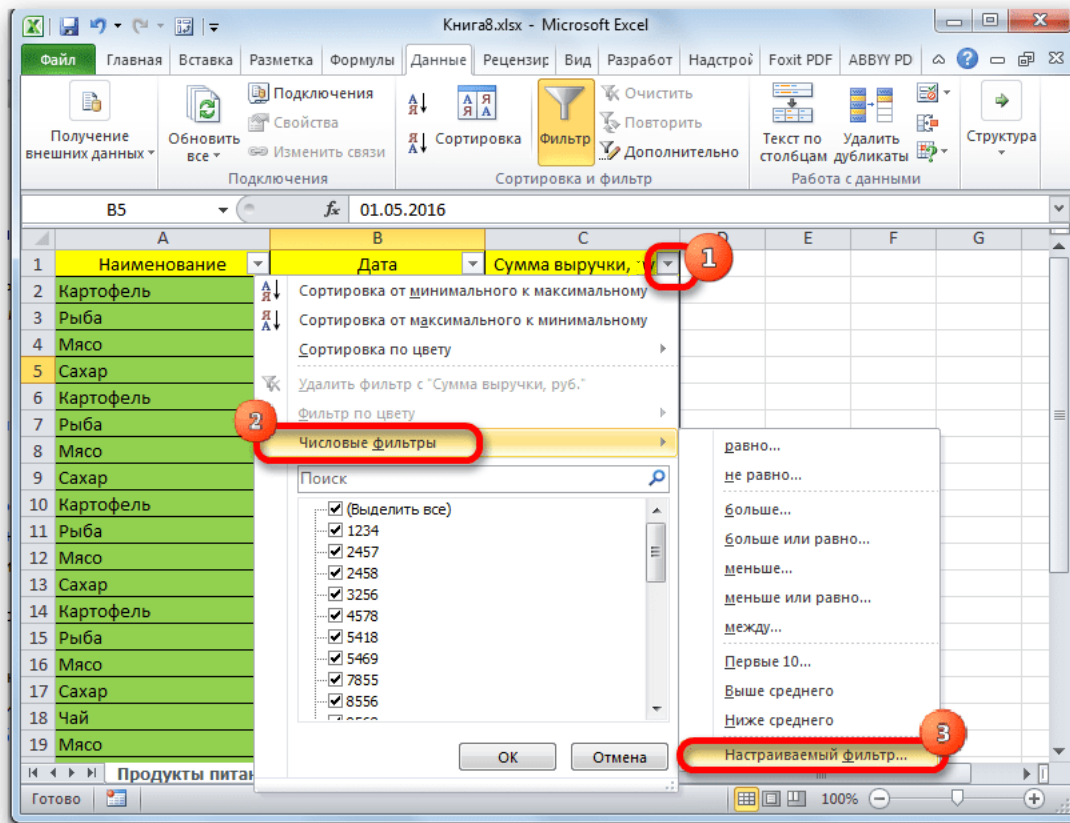 Книга8.xlsx - Microsoft Excel
Файл Главная Вставка Разметка Формулы Данные Рецензир Вид Разработ Надстрой Foxit PDF ABBYY PD
Получение внешних данных
Обновить все
Подключения
Свойства
Изменить связи
Подключения
Сортировка
Фильтр
Очистить
Повторить
Дополнительно
Сортировка и фильтр
Текст по столбцам
Удалить дубликаты
Работа с данными
Структура
B5 fx 01.05.2016
A B C D E F G
1 Наименование Дата Сумма выручки,
2 Картофель
3 Рыба
4 Мясо
5 Сахар
6 Картофель
7 Рыба
8 Мясо
9 Сахар
10 Картофель
11 Рыба
12 Мясо
13 Сахар
14 Картофель
15 Рыба
16 Мясо
17 Сахар
18 Чай
19 Мясо
1
Сортировка от минимального к максимальному
Сортировка от максимального к минимальному
Сортировка по цвету
Удалить фильтр с "Сумма выручки, руб."
Фильтр по цвету
2
Числовые фильтры
Поиск
(Выделить все)
1234
2457
2458
3256
4578
5418
5469
7855
8556
ОК Отмена
равно...
не равно...
больше...
больше или равно...
меньше...
меньше или равно...
между...
Первые 10...
Выше среднего
Ниже среднего
3
Настраиваемый фильтр...
Продукты питан
Готово 100%